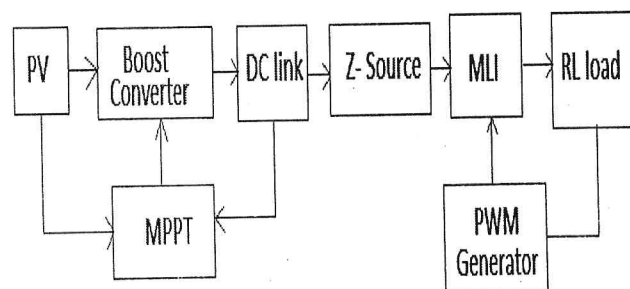 PV
Boost
Converter
DC link
Z- Source
MLI
RL load
MPPT
PWM
Generator